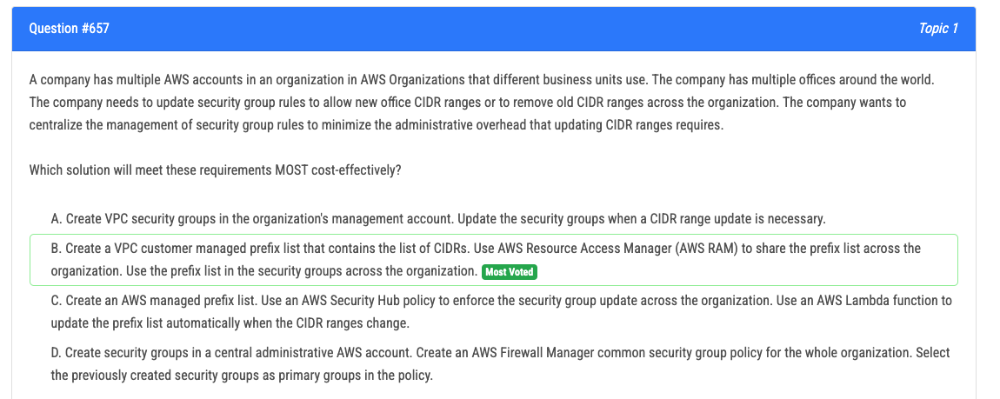 Question #657
Topic 1
A company has multiple AWS accounts in an organization in AWS Organizations that different business units use. The company has multiple offices around the world.
The company needs to update security group rules to allow new office CIDR ranges or to remove old CIDR ranges across the organization. The company wants to
centralize the management of security group rules to minimize the administrative overhead that updating CIDR ranges requires.
Which solution will meet these requirements MOST cost-effectively?
A. Create VPC security groups in the organization's management account. Update the security groups when a CIDR range update is necessary.
B. Create a VPC customer managed prefix list that contains the list of CIDRs. Use AWS Resource Access Manager (AWS RAM) to share the prefix list across the
organization. Use the prefix list in the security groups across the organization. Most Voted
C. Create an AWS managed prefix list. Use an AWS Security Hub policy to enforce the security group update across the organization. Use an AWS Lambda function to
update the prefix list automatically when the CIDR ranges change.
D. Create security groups in a central administrative AWS account. Create an AWS Firewall Manager common security group policy for the whole organization. Select
the previously created security groups as primary groups in the policy.